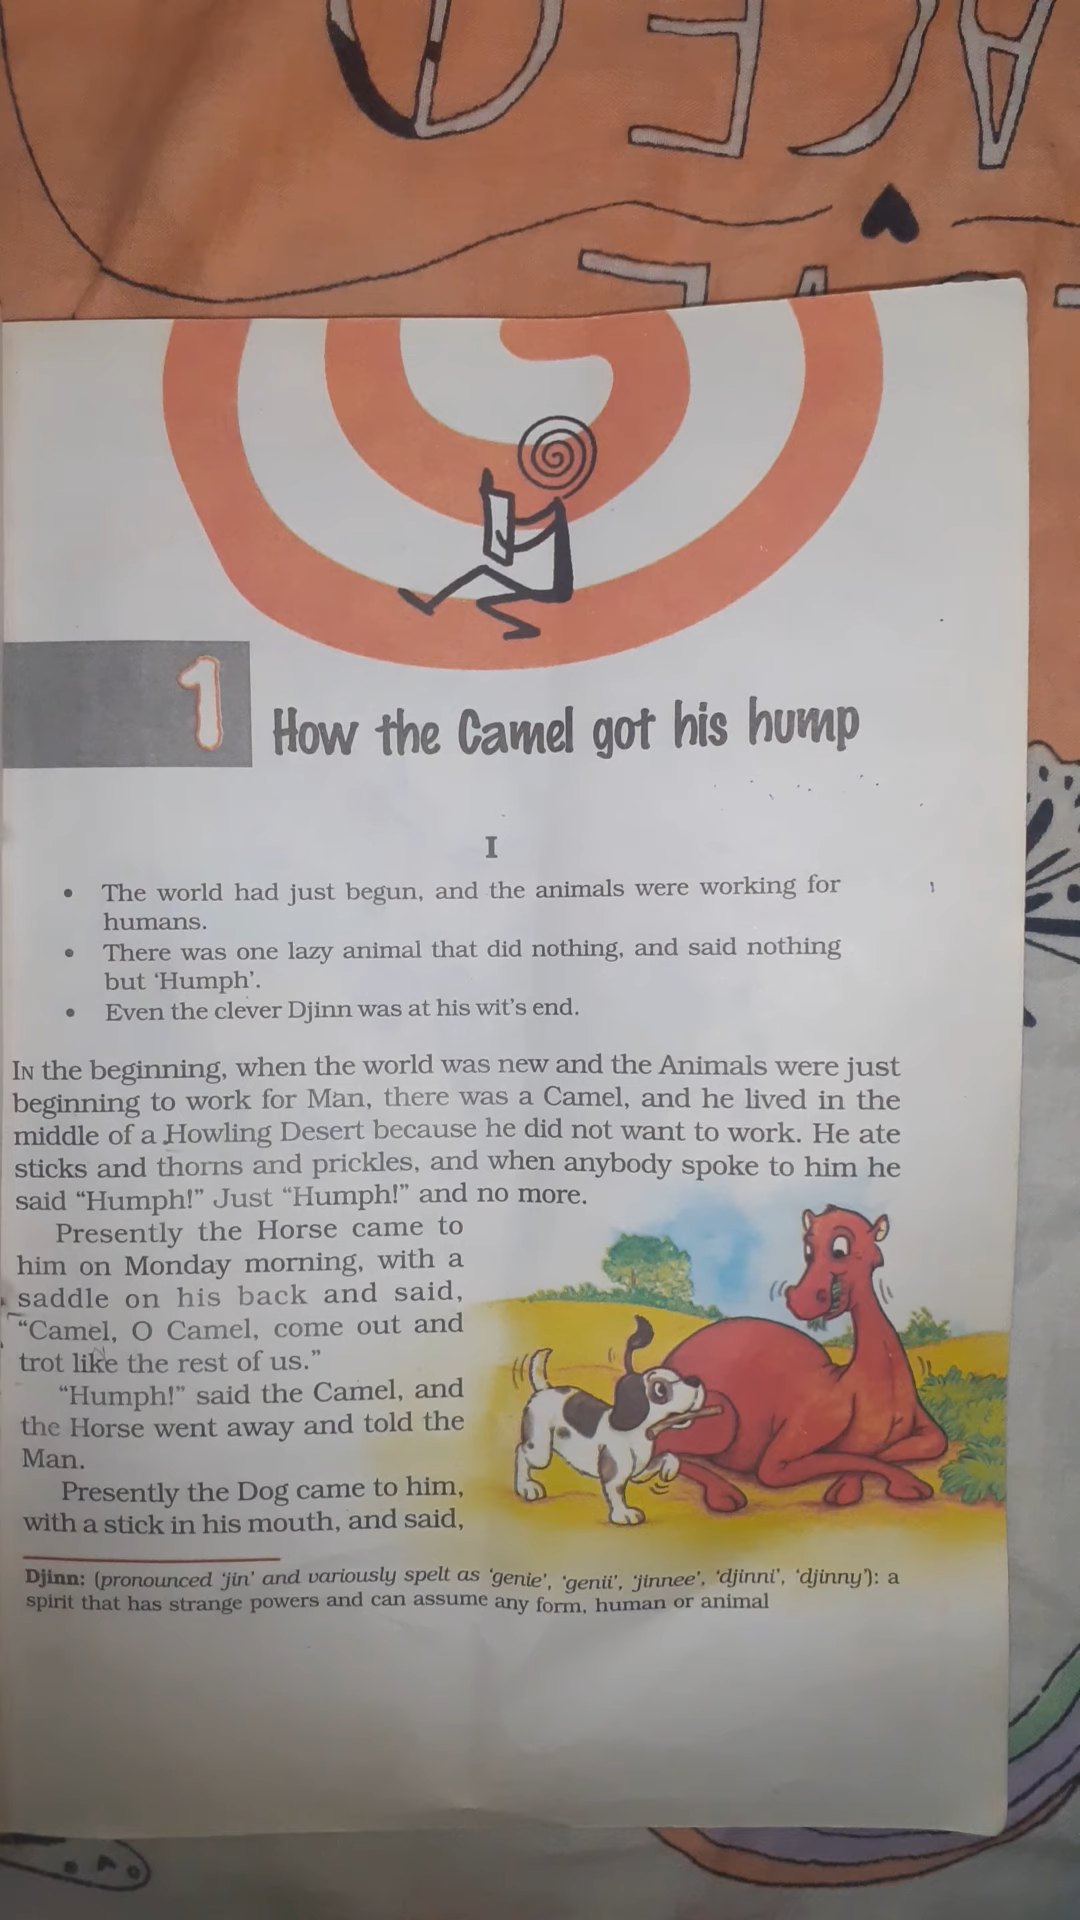 1
How the Camel got his hump
I
• The world had just begun, and the animals were working for
humans.
• There was one lazy animal that did nothing, and said nothing
but ‘Humph’.
• Even the clever Djinn was at his wit’s end.
IN the beginning, when the world was new and the Animals were just
beginning to work for Man, there was a Camel, and he lived in the
middle of a Howling Desert because he did not want to work. He ate
sticks and thorns and prickles, and when anybody spoke to him he
said “Humph!” Just “Humph!” and no more.
Presently the Horse came to
him on Monday morning, with a
saddle on his back and said,
“Camel, O Camel, come out and
trot like the rest of us.”
“Humph!” said the Camel, and
the Horse went away and told the
Man.
Presently the Dog came to him,
with a stick in his mouth, and said,
Djinn: (pronounced ‘jin’ and variously spelt as ‘genie’, ‘genii’, ‘jinnee’, ‘djinni’, ‘djinny’): a
spirit that has strange powers and can assume any form, human or animal